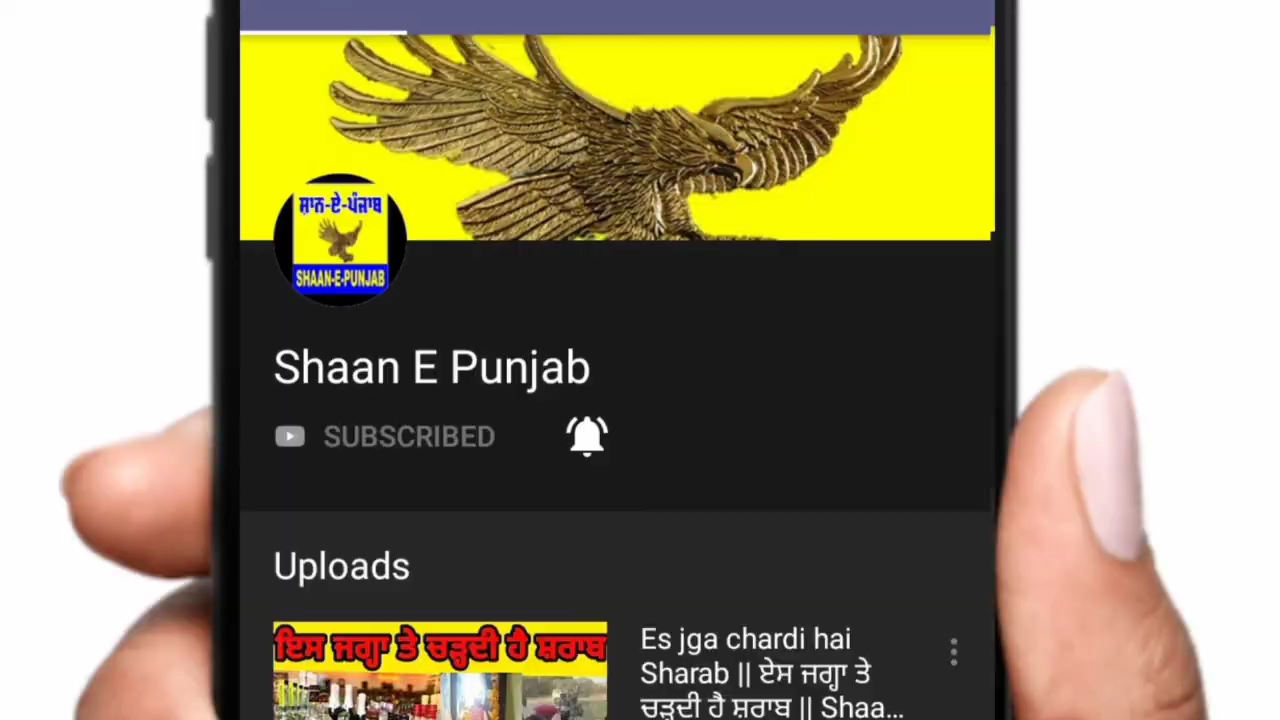 ਸ਼ਾਨ-ਏ-ਪੰਜਾਬ
SHAAN-E-PUNJAB
Shaan E Punjab
SUBSCRIBED
Uploads
ਇਸ ਜਗ੍ਹਾ ਤੇ ਚੜ੍ਹਦੀ ਹੈ ਸ਼ਰਾਬ
Es jga chardi hai
Sharab || ਏਸ ਜਗ੍ਹਾ ਤੇ
ਚੜ੍ਹਦੀ ਹੈ ਸ਼ਰਾਬ || Shaa...